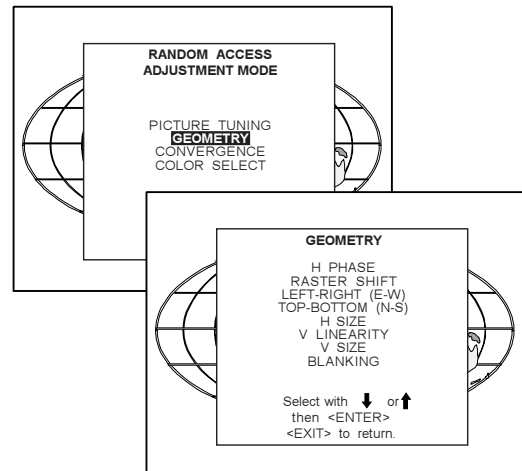 RANDOM ACCESS
ADJUSTMENT MODE
PICTURE TUNING
GEOMETRY
CONVERGENCE
COLOR SELECT
GEOMETRY
H PHASE
RASTER SHIFT
LEFT-RIGHT (E-W)
TOP-BOTTOM (N-S)
H SIZE
V LINEARITY
V SIZE
BLANKING
Select with ⬇ or ⬆
then <ENTER>
<EXIT> to return.